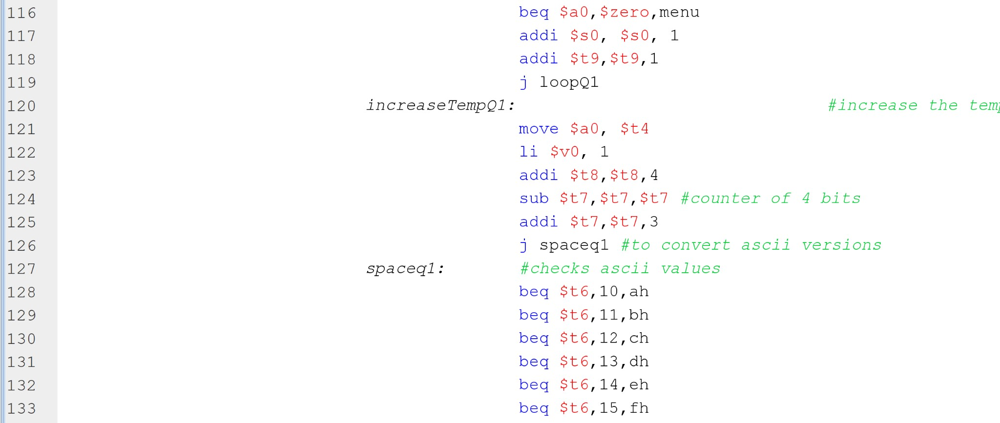 116 beq $a0,$zero,menu
117 addi $s0, $s0, 1
118 addi $t9,$t9,1
119 j loopQ1
120 increaseTempQ1: #increase the
121 move $a0, $t4
122 li $v0, 1
123 addi $t8,$t8,4
124 sub $t7,$t7,$t7 #counter of 4 bits
125 addi $t7,$t7,3
126 j spaceq1 #to convert ascii versions
127 spaceq1: #checks ascii values
128 beq $t6,10,ah
129 beq $t6,11,bh
130 beq $t6,12,ch
131 beq $t6,13,dh
132 beq $t6,14,eh
133 beq $t6,15,fh